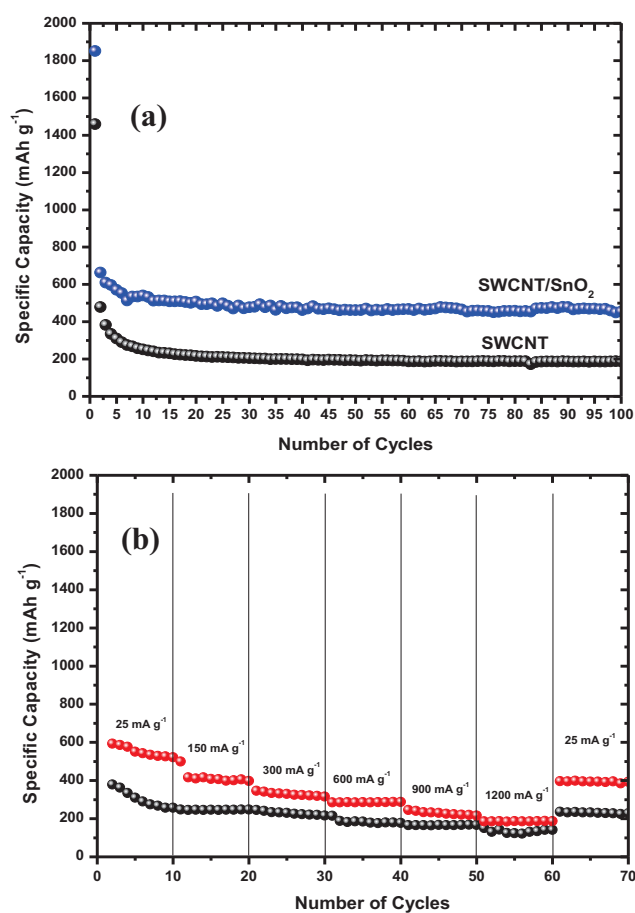 2000
1800
1600
1400
1200
1000
800
600
400
200
0
Specific Capacity (mAh g-1)
(a)
SWCNT/SnO2
SWCNT
0 5 10 15 20 25 30 35 40 45 50 55 60 65 70 75 80 85 90 95 100
Number of Cycles
2000
1800
1600
1400
1200
1000
800
600
400
200
0
Specific Capacity (mAh g-1)
(b)
25 mA g-1
150 mA g-1
300 mA g-1
600 mA g-1
900 mA g-1
1200 mA g-1
25 mA g-1
0 10 20 30 40 50 60 70
Number of Cycles